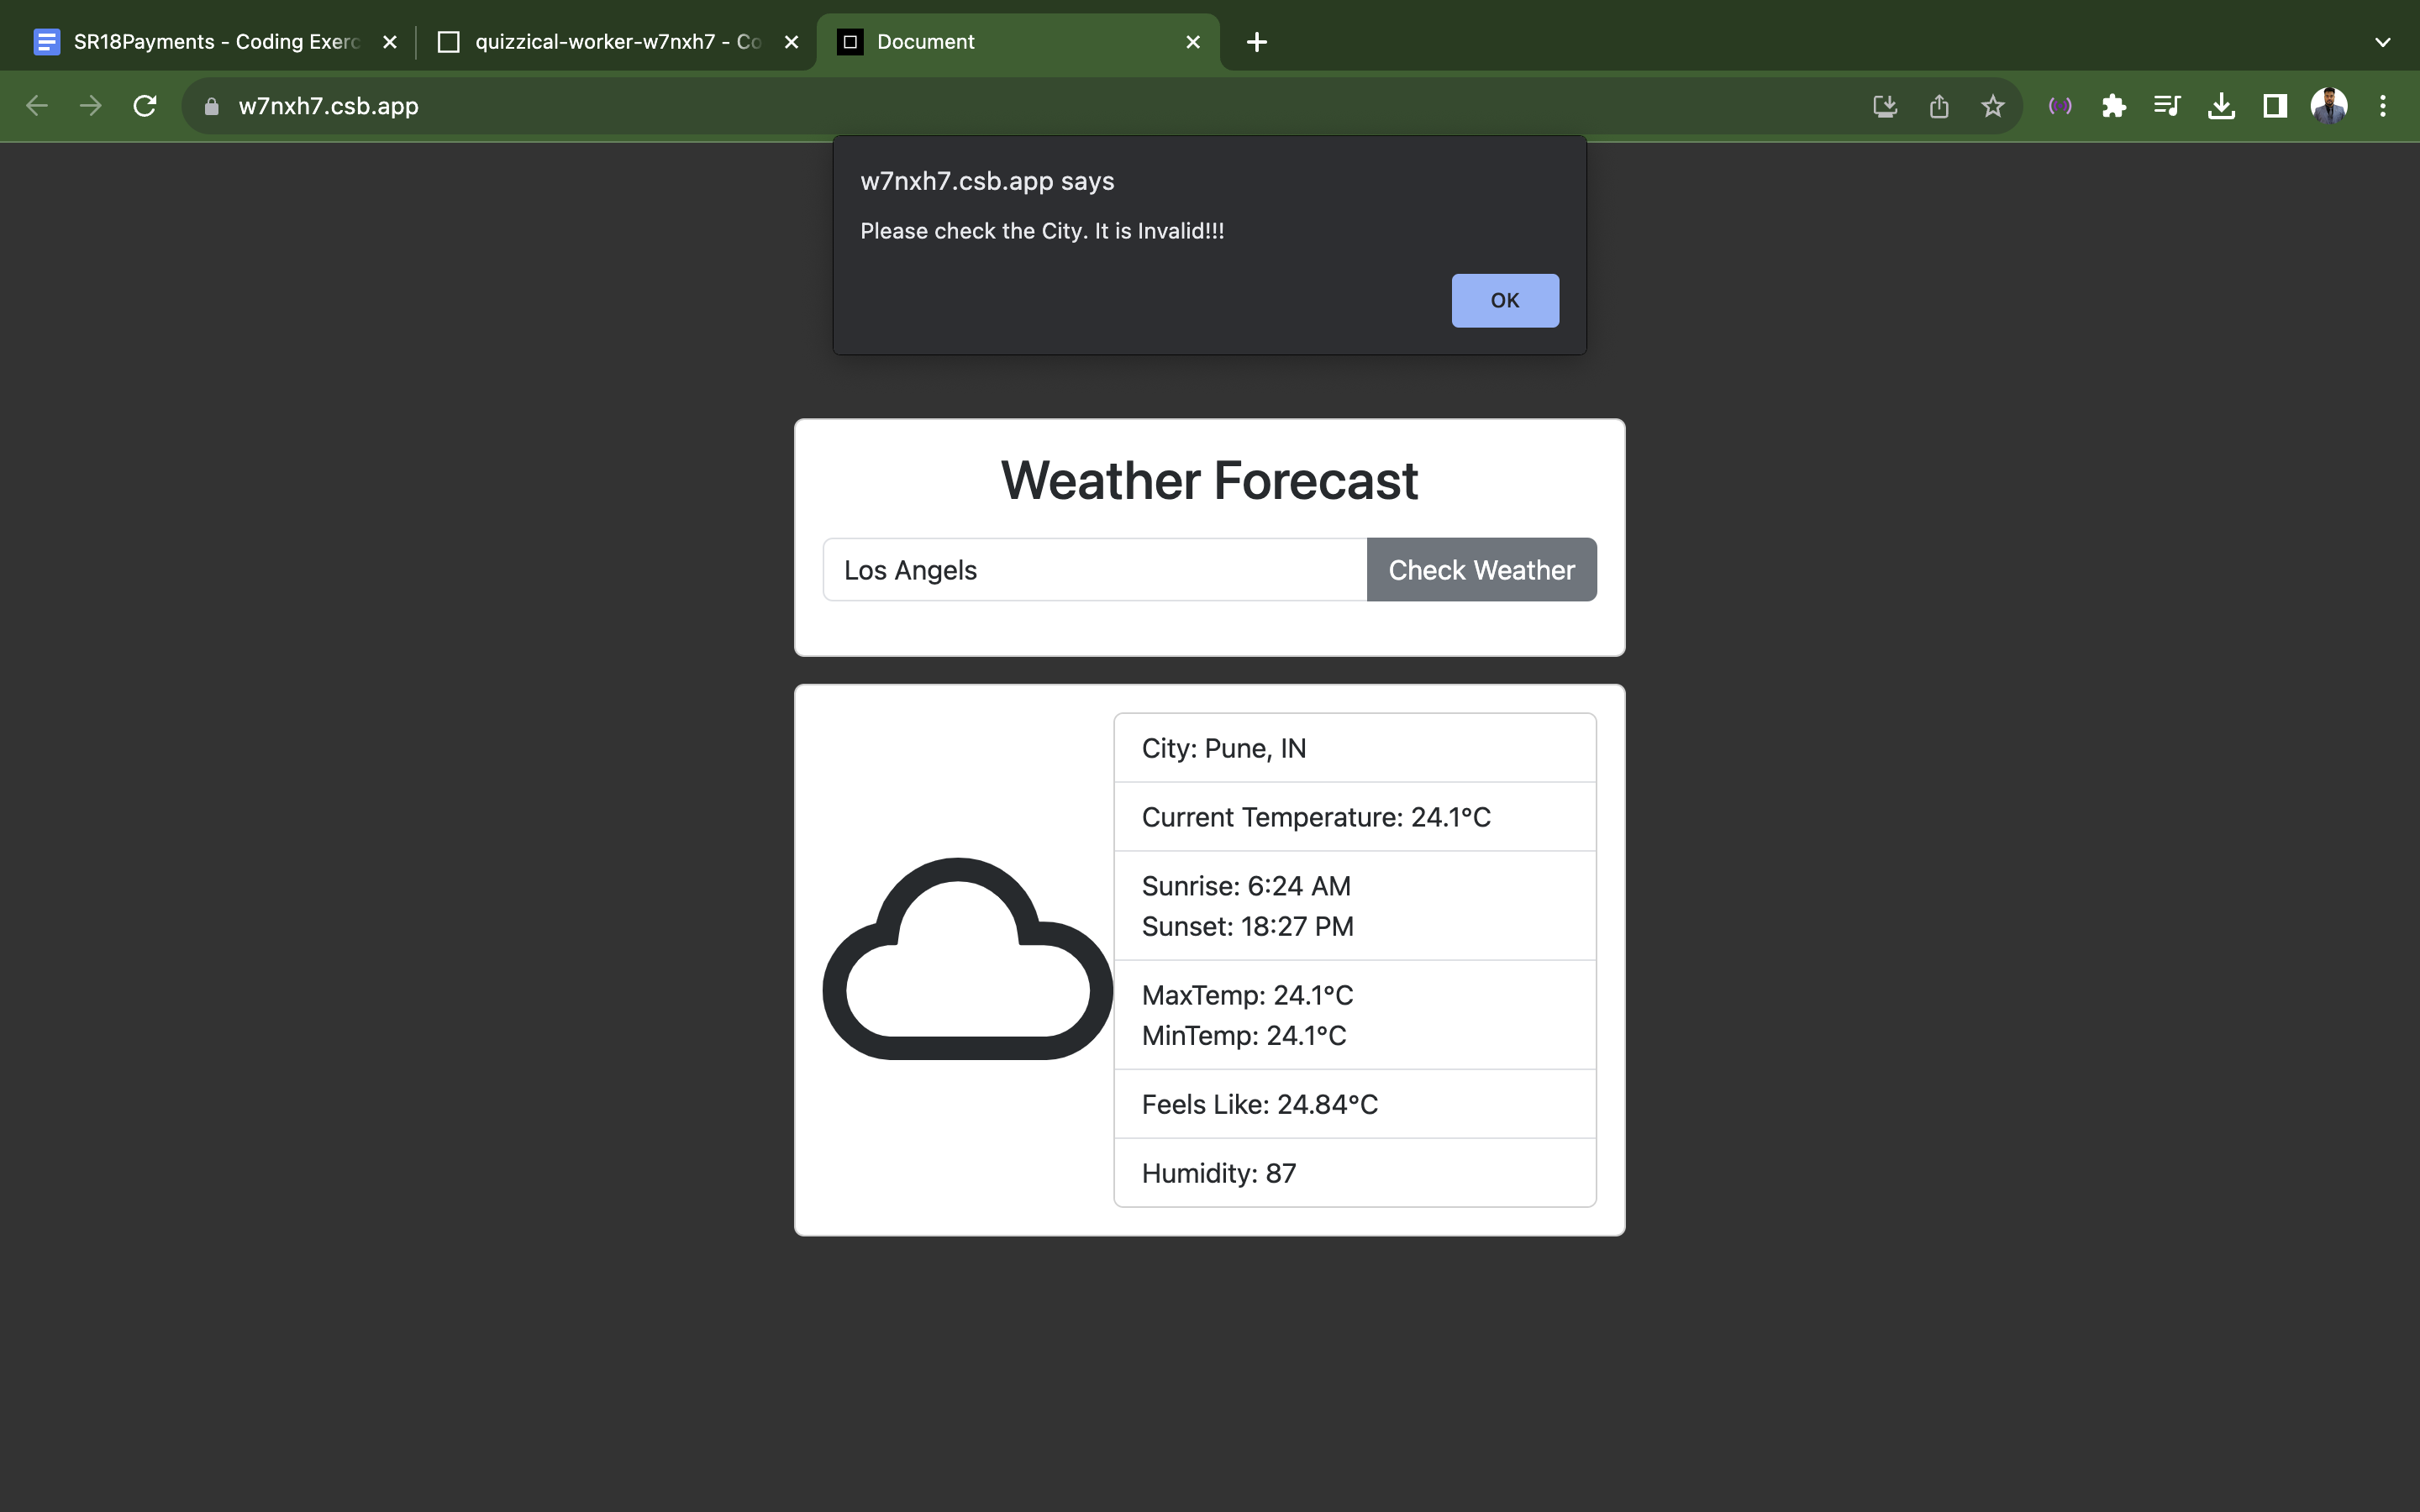 SR18Payments - Coding Exerc
quizzical-worker-w7nxh7 - Co
Document
w7nxh7.csb.app
w7nxh7.csb.app says
Please check the City. It is Invalid!!!
OK
Weather Forecast
Los Angels
Check Weather
City: Pune, IN
Current Temperature: 24.1°C
Sunrise: 6:24 AM
Sunset: 18:27 PM
MaxTemp: 24.1°C
MinTemp: 24.1°C
Feels Like: 24.84°C
Humidity: 87